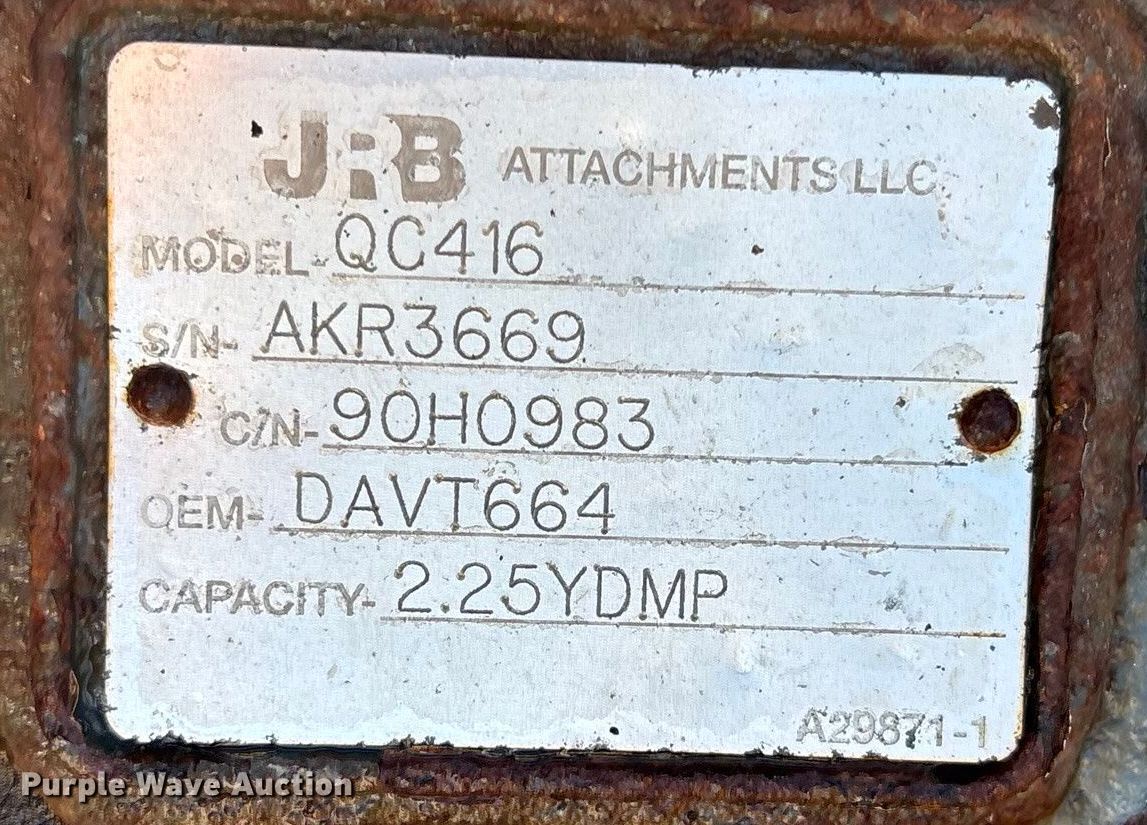 JRB ATTACHMENTS LLC
MODEL- QC416
S/N- AKR3669
C/N- 90H0983
OEM- DAVT664
CAPACITY- 2.25YDMP
A29871-1
Purple Wave Auction